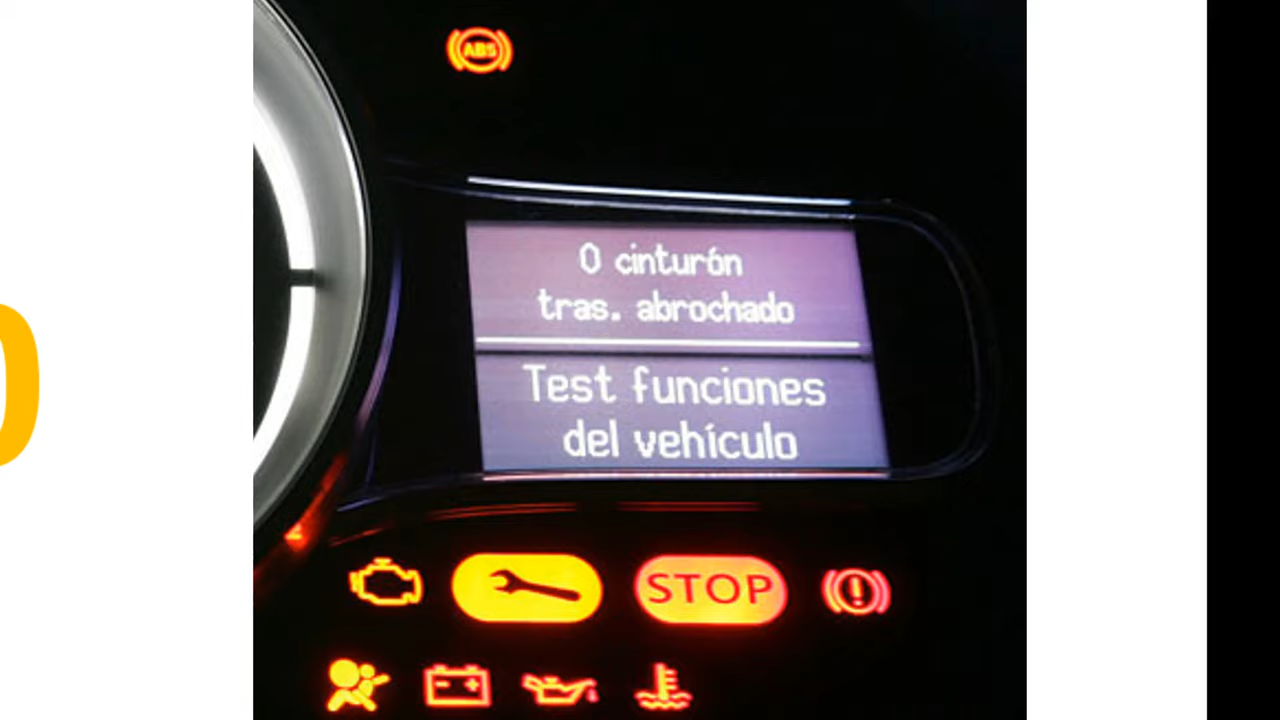 ABS
0 cinturón
tras. abrochado
Test funciones
del vehículo
STOP